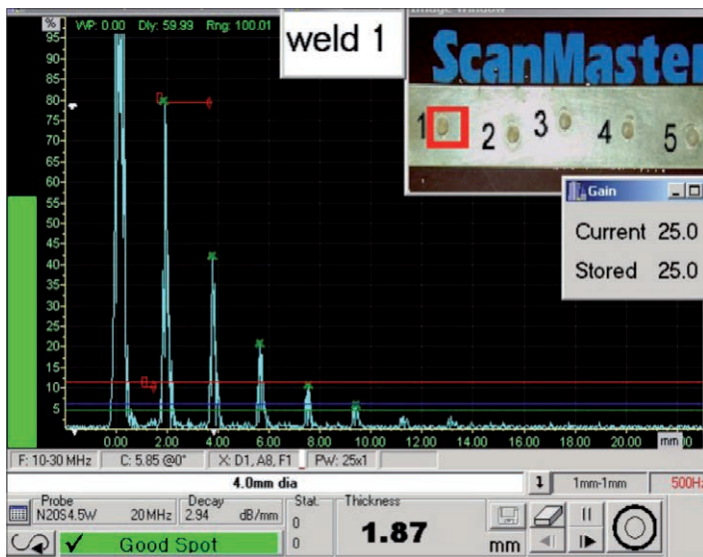 % WP: 0.00 Dly: 59.99 Rng: 100.01
weld 1
ScanMaster
1 2 3 4 5
Gain
Current 25.0
Stored 25.0
95
90
85
80
75
70
65
60
55
50
45
40
35
30
25
20
15
10
5
0.00 2.00 4.00 6.00 8.00 10.00 12.00 14.00 16.00 18.00 20.00 mm
F: 10-30 MHz C: 5.85 @0° X: D1, A8, F1 PW: 25x1
4.0mm dia 1mm-1mm 500Hz
Probe Decay Stat. Thickness
N20S4.5W 20MHz 2.94 dB/mm 0 1.87 mm
Good Spot 0